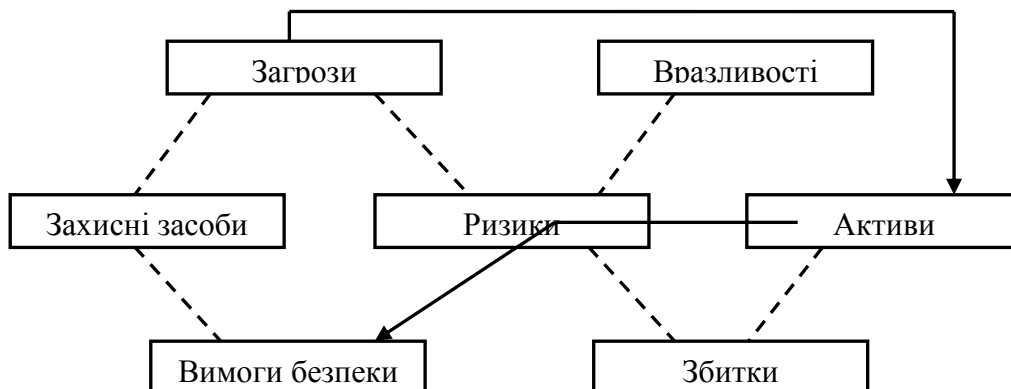 Загрози
Вразливості
Захисні засоби
Ризики
Активи
Вимоги безпеки
Збитки